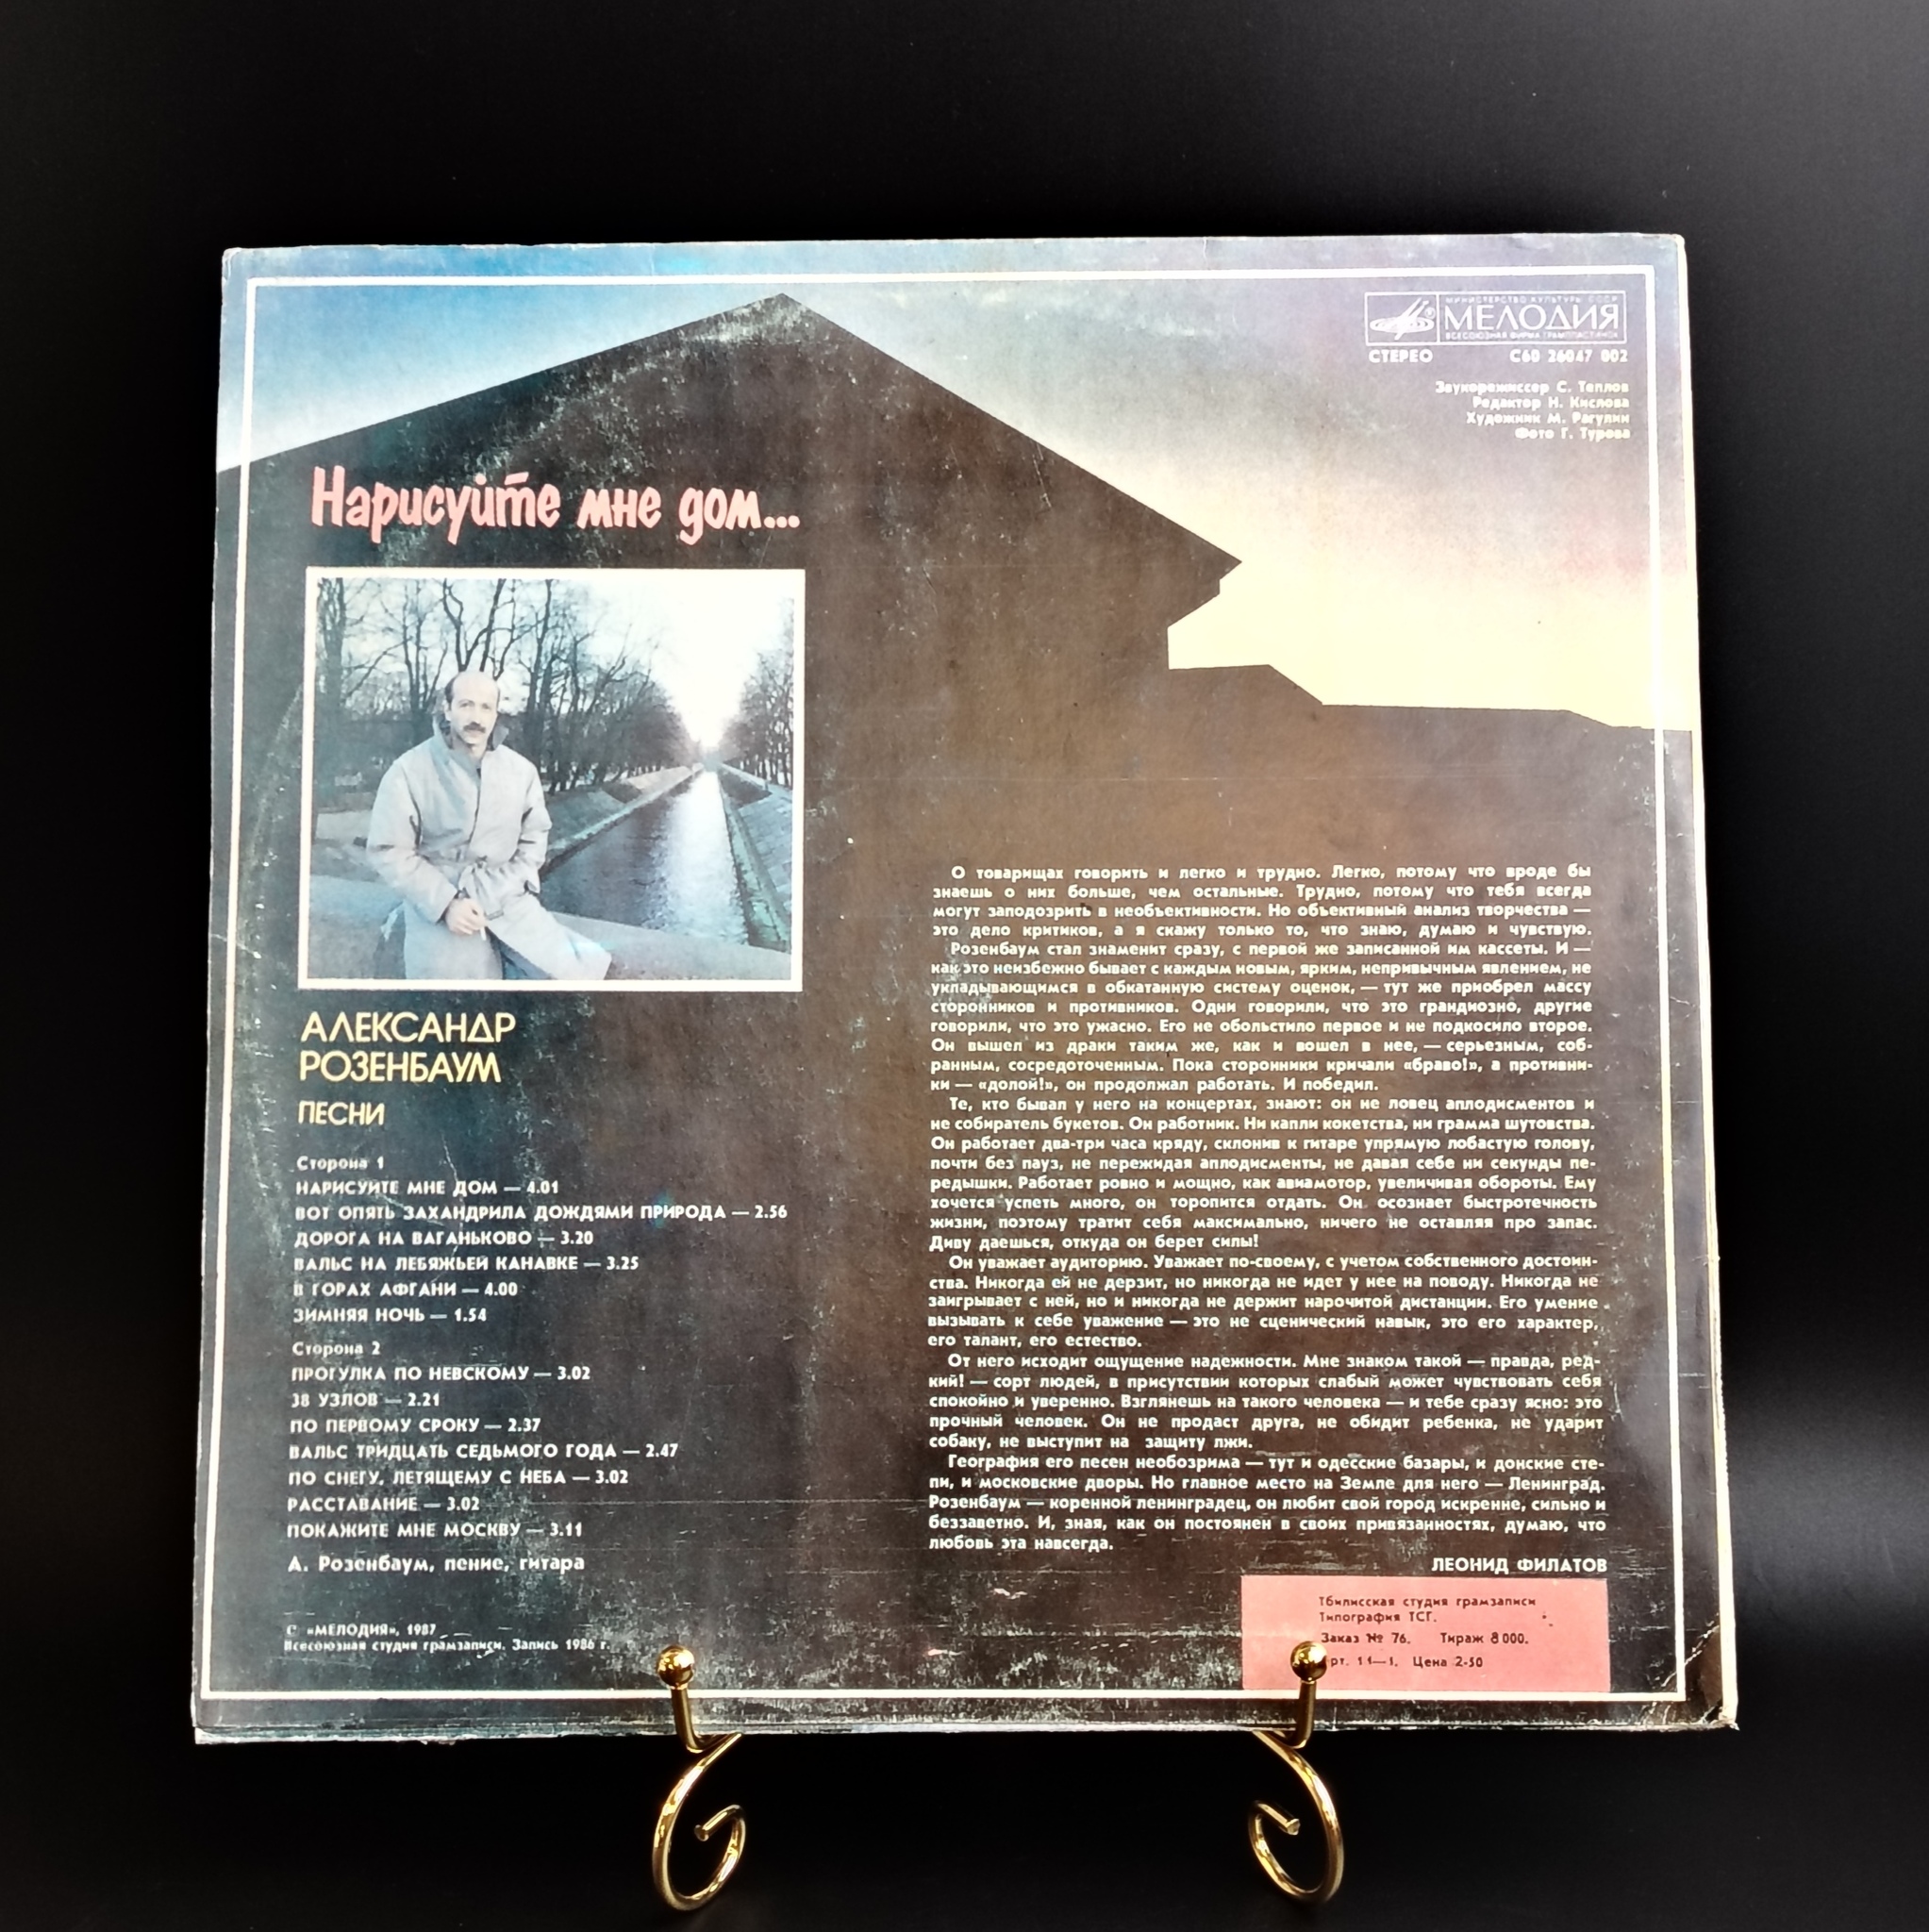 МИНИСТЕРСТВО КУЛЬТУРЫ СССР
МЕЛОДИЯ
ВСЕСОЮЗНАЯ ФИРМА ГРАМПЛАСТИНОК
СТЕРЕО С60 26047 002
Звукорежиссер С. Теплов
Редактор Н. Кислова
Художник М. Рагулин
Фото Г. Турова
Нарисуйте мне дом...
АЛЕКСАНДР
РОЗЕНБАУМ
ПЕСНИ
Сторона 1
НАРИСУЙТЕ МНЕ ДОМ — 4.01
ВОТ ОПЯТЬ ЗАХАНДРИЛА ДОЖДЯМИ ПРИРОДА — 2.56
ДОРОГА НА ВАГАНЬКОВО — 3.20
ВАЛЬС НА ЛЕБЯЖЬЕЙ КАНАВКЕ — 3.25
В ГОРАХ АФГАНИ — 4.00
ЗИМНЯЯ НОЧЬ — 1.54
Сторона 2
ПРОГУЛКА ПО НЕВСКОМУ — 3.02
38 УЗЛОВ — 2.21
ПО ПЕРВОМУ СРОКУ — 2.37
ВАЛЬС ТРИДЦАТЬ СЕДЬМОГО ГОДА — 2.47
ПО СНЕГУ, ЛЕТЯЩЕМУ С НЕБА — 3.02
РАССТАВАНИЕ — 3.02
ПОКАЖИТЕ МНЕ МОСКВУ — 3.11
А. Розенбаум, пение, гитара
© «МЕЛОДИЯ», 1987
Всесоюзная студия грамзаписи. Запись 1986 г.
О товарищах говорить и легко и трудно. Легко, потому что вроде бы
знаешь о них больше, чем остальные. Трудно, потому что тебя всегда
могут заподозрить в необъективности. Но объективный анализ творчества —
это дело критиков, а я скажу только то, что знаю, думаю и чувствую.
Розенбаум стал знаменит сразу, с первой же записанной им кассеты. И —
как это неизбежно бывает с каждым новым, ярким, непривычным явлением, не
укладывающимся в обкатанную систему оценок, — тут же приобрел массу
сторонников и противников. Одни говорили, что это грандиозно, другие
говорили, что это ужасно. Его не обольстило первое и не подкосило второе.
Он вышел из драки таким же, как и вошел в нее, — серьезным, соб-
ранным, сосредоточенным. Пока сторонники кричали «браво!», а противни-
ки — «долой!», он продолжал работать. И победил.
Те, кто бывал у него на концертах, знают: он не ловец аплодисментов и
не собиратель букетов. Он работник. Ни капли кокетства, ни грамма шутовства.
Он работает два-три часа кряду, склонив к гитаре упрямую лобастую голову,
почти без пауз, не пережидая аплодисменты, не давая себе ни секунды пе-
редышки. Работает ровно и мощно, как авиамотор, увеличивая обороты. Ему
хочется успеть много, он торопится отдать. Он осознает быстротечность
жизни, поэтому тратит себя максимально, ничего не оставляя про запас.
Диву даешься, откуда он берет силы!
Он уважает аудиторию. Уважает по-своему, с учетом собственного достоин-
ства. Никогда ей не дерзит, но никогда не идет у нее на поводу. Никогда не
заигрывает с ней, но и никогда не держит нарочитой дистанции. Его умение
вызывать к себе уважение — это не сценический навык, это его характер,
его талант, его естество.
От него исходит ощущение надежности. Мне знаком такой — правда, ред-
кий! — сорт людей, в присутствии которых слабый может чувствовать себя
спокойно и уверенно. Взглянешь на такого человека — и тебе сразу ясно: это
прочный человек. Он не продаст друга, не обидит ребенка, не ударит
собаку, не выступит на защиту лжи.
География его песен необозрима — тут и одесские базары, и донские сте-
пи, и московские дворы. Но главное место на Земле для него — Ленинград.
Розенбаум — коренной ленинградец, он любит свой город искренне, сильно и
беззаветно. И, зная, как он постоянен в своих привязанностях, думаю, что
любовь эта навсегда.
ЛЕОНИД ФИЛАТОВ
Тбилисская студия грамзаписи
Типография ТСГ.
Заказ № 76. Тираж 8000.
рт. 11—1. Цена 2-50